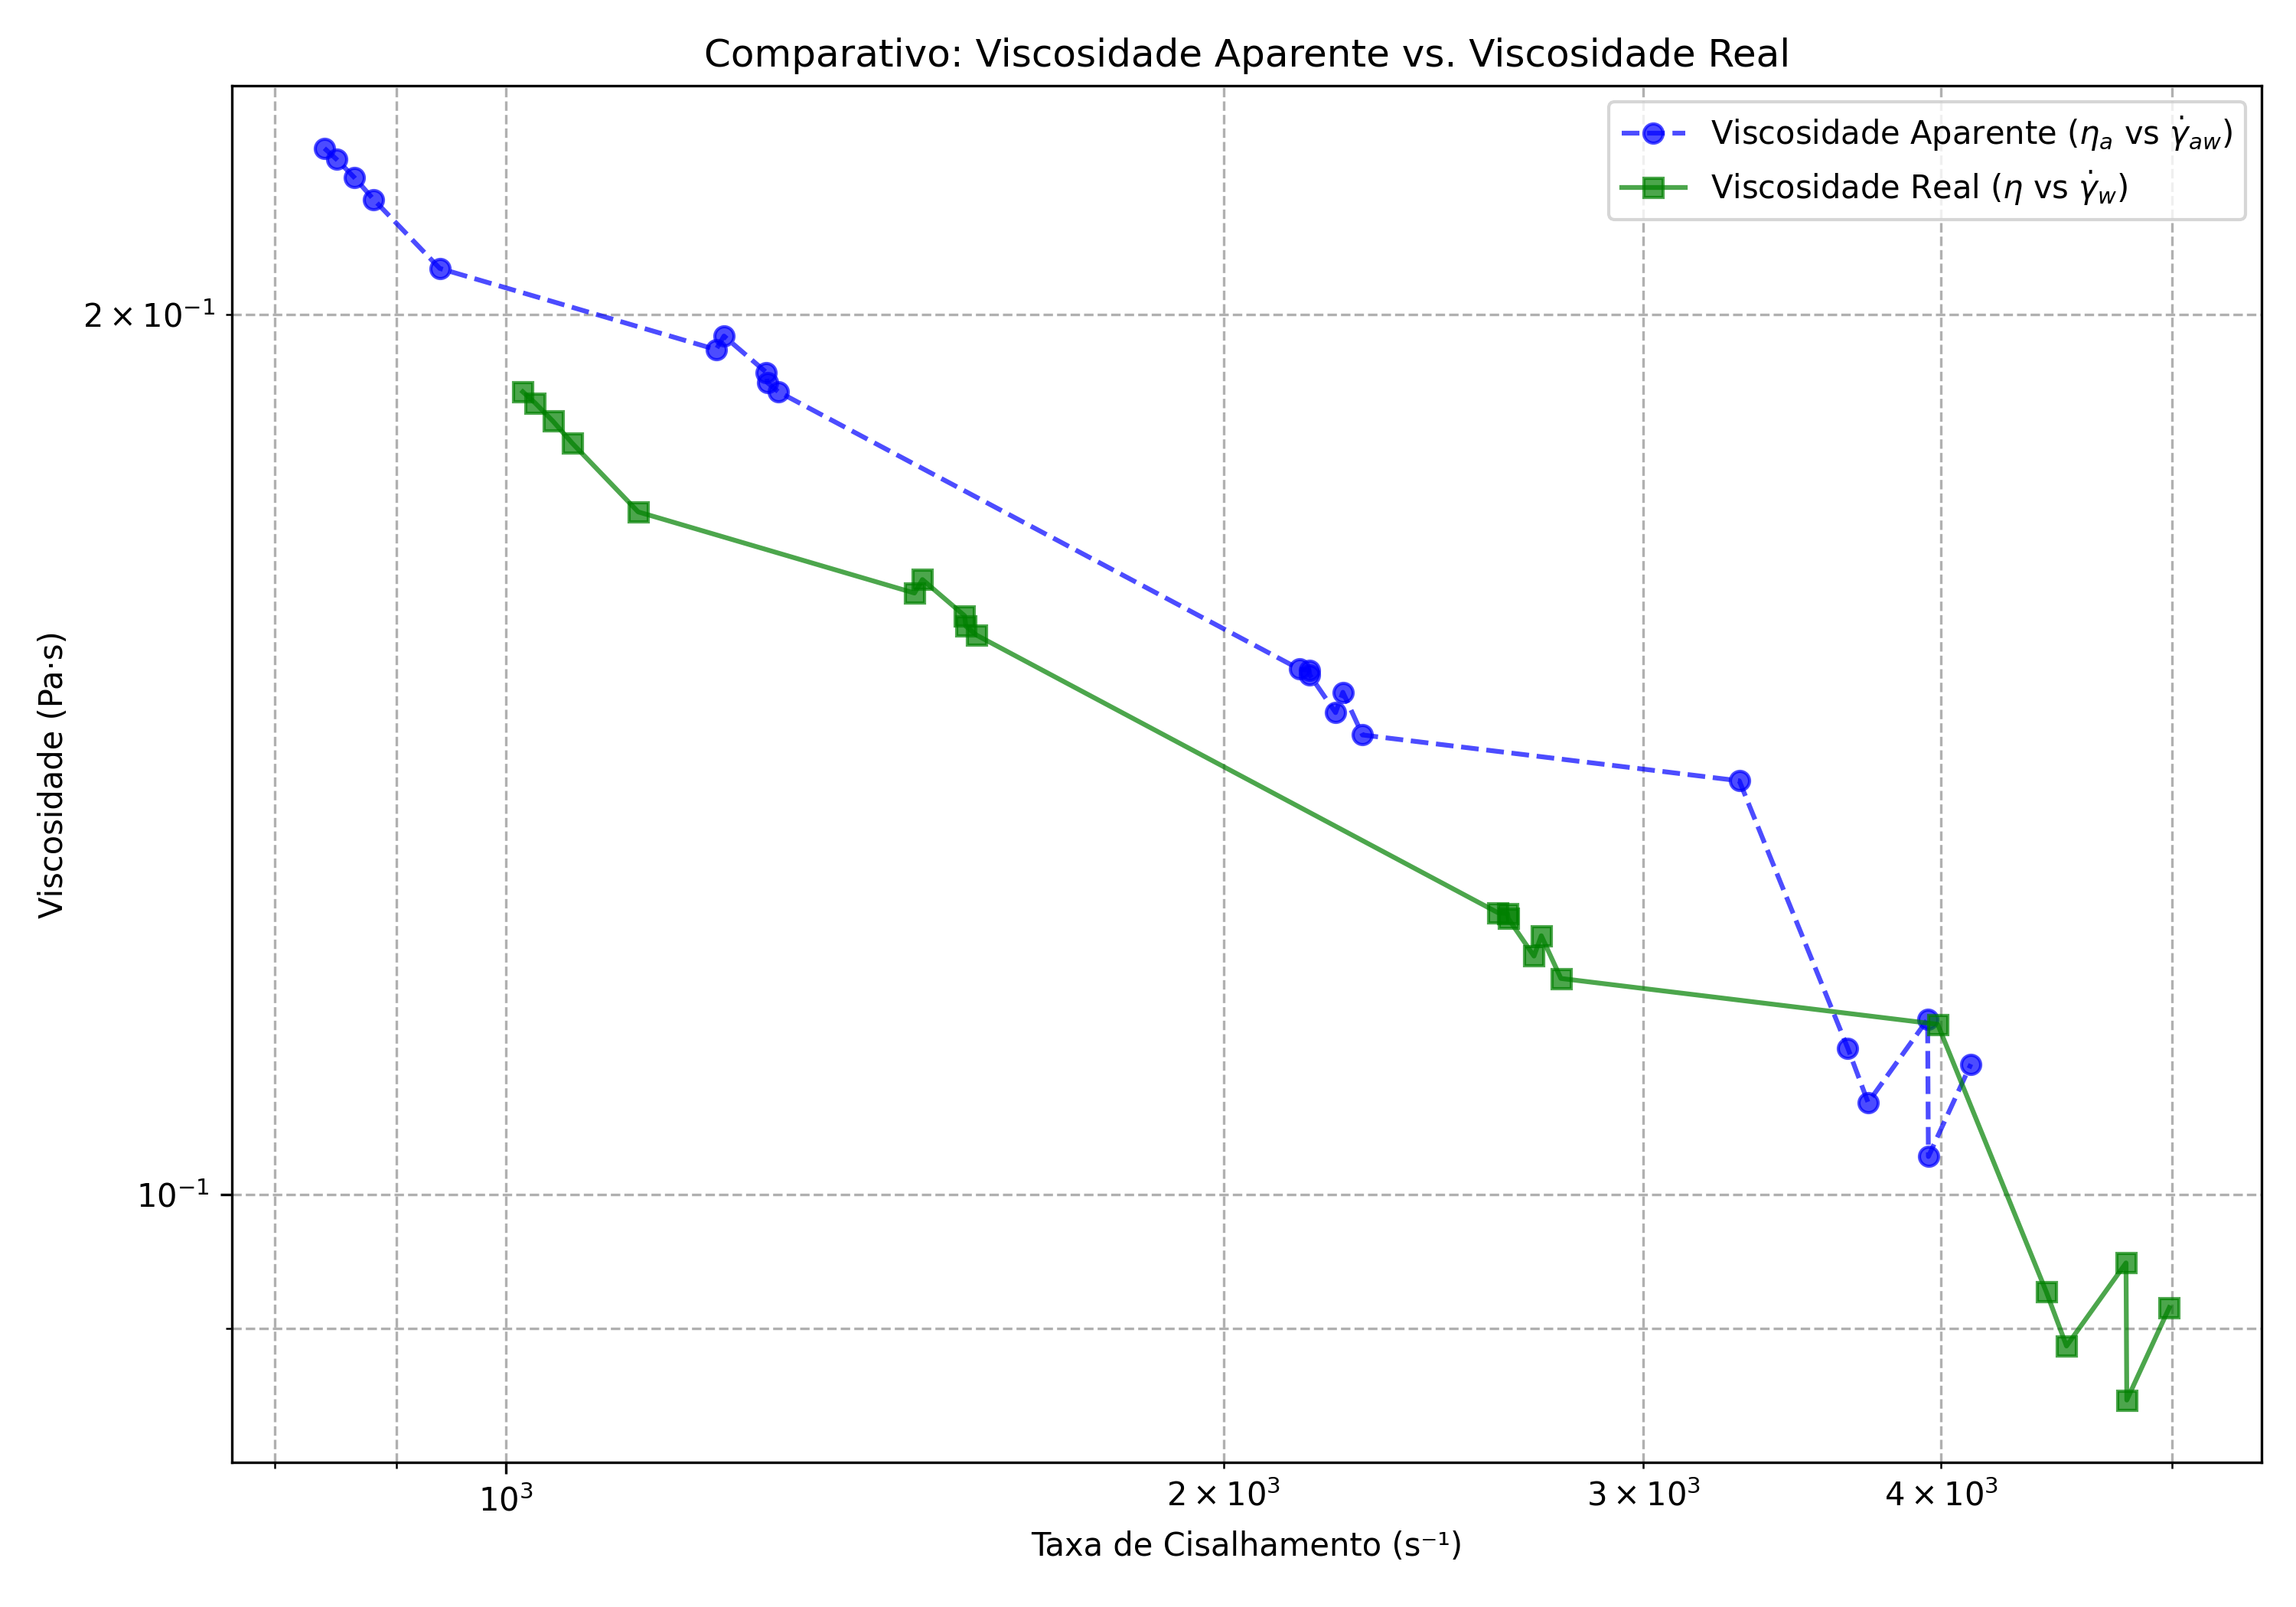 Comparativo: Viscosidade Aparente vs. Viscosidade Real
Viscosidade Aparente (ηₐ vs γ̇ₐw)
Viscosidade Real (η vs γ̇w)
2 × 10⁻¹
10⁻¹
Viscosidade (Pa·s)
10³
2 × 10³
3 × 10³
4 × 10³
Taxa de Cisalhamento (s⁻¹)